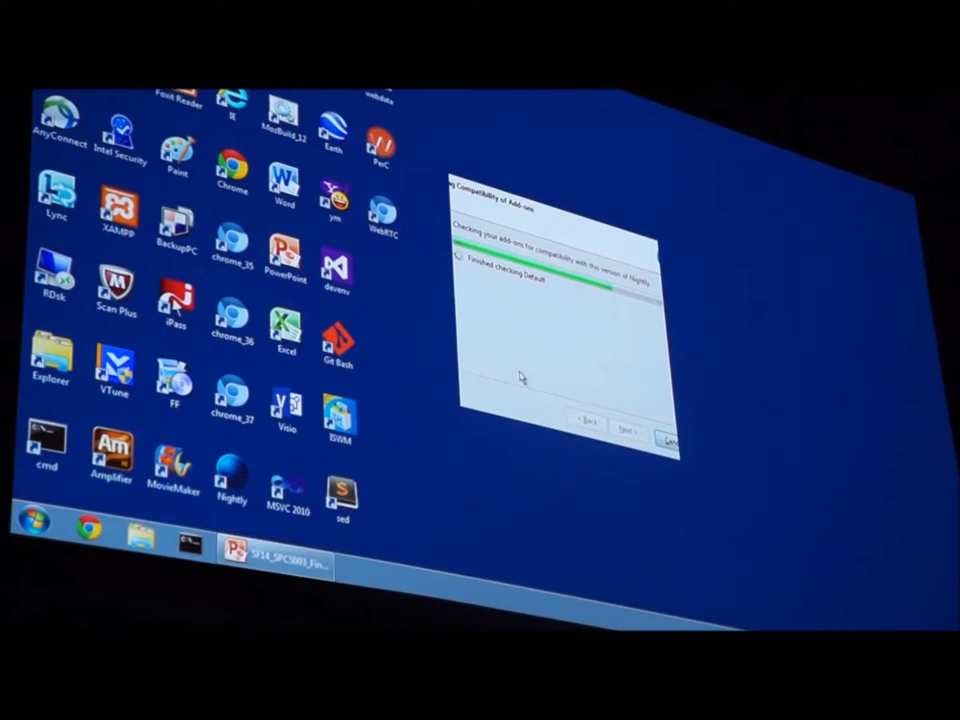 Foxit Reader
IE
MozBuild_12
webdata
AnyConnect
Intel Security
Paint
Chrome
Word
Earth
PerC
Lync
XAMPP
BackupPC
chrome_35
PowerPoint
ym
WebRTC
RDsk
Scan Plus
iPass
chrome_36
Excel
devenv
Git Bash
Explorer
VTune
FF
chrome_37
Visio
ISWM
cmd
Am
Amplifier
MovieMaker
Nightly
MSVC 2010
sed
g Compatibility of Add-ons
Checking your add-ons for compatibility with this version of Nightly
Finished checking Default
< Back
Next >
Canc
SF14_SPCS003_Fin...